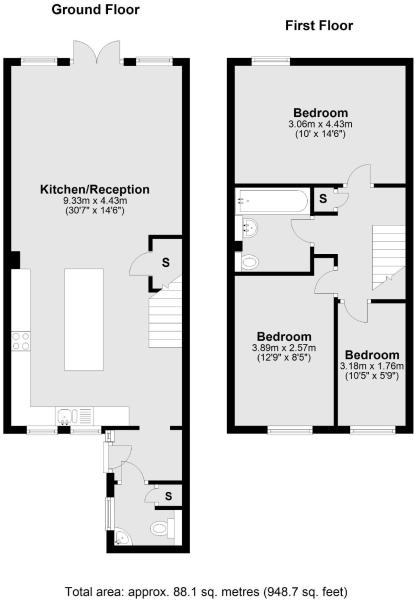 Ground Floor
Kitchen/Reception
9.33m x 4.43m
(30'7" x 14'6")
S
S
First Floor
Bedroom
3.06m x 4.43m
(10' x 14'6")
S
Bedroom
3.89m x 2.57m
(12'9" x 8'5")
Bedroom
3.18m x 1.76m
(10'5" x 5'9")
Total area: approx. 88.1 sq. metres (948.7 sq. feet)